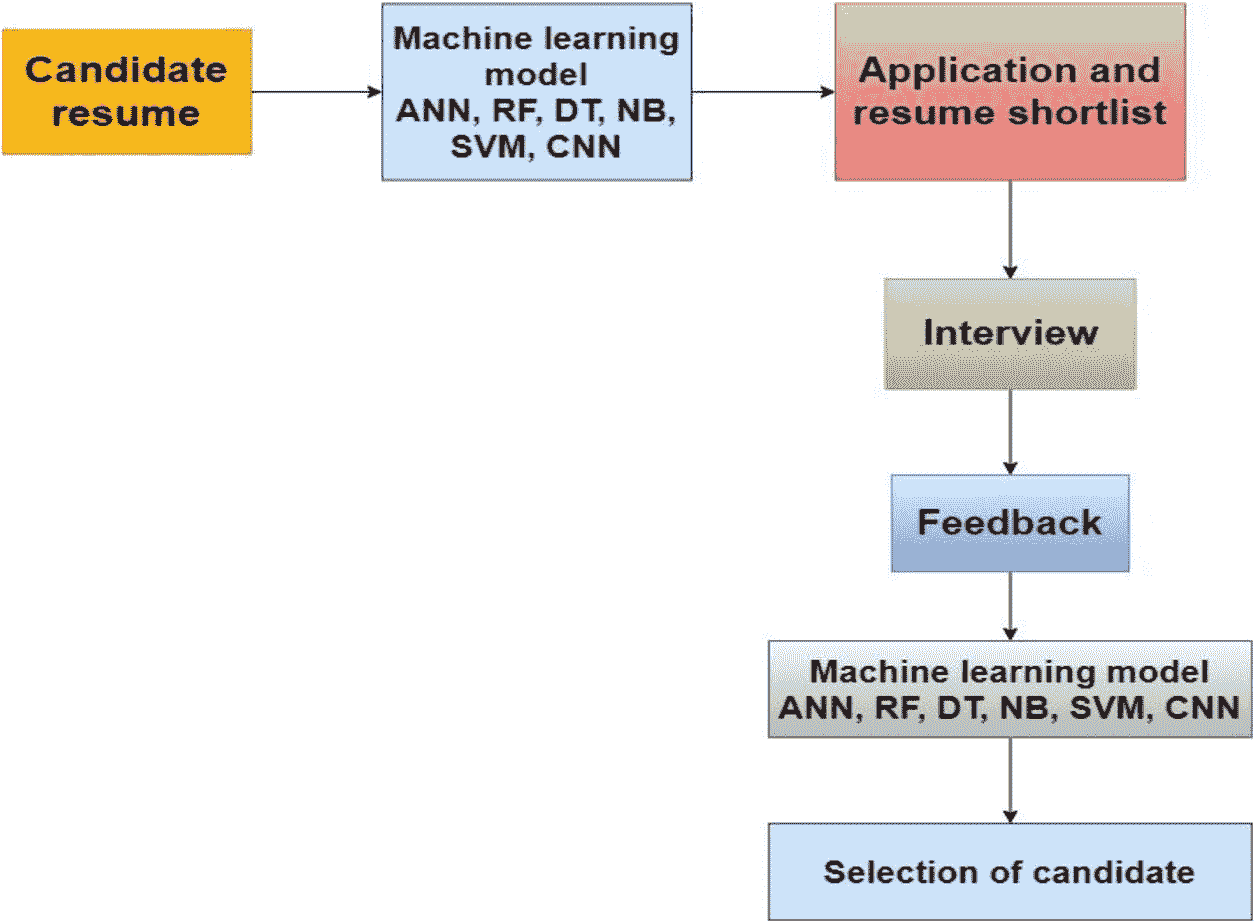 Candidate
resume
Machine learning
model
ANN, RF, DT, NB,
SVM, CNN
Application and
resume shortlist
Interview
Feedback
Machine learning model
ANN, RF, DT, NB, SVM, CNN
Selection of candidate